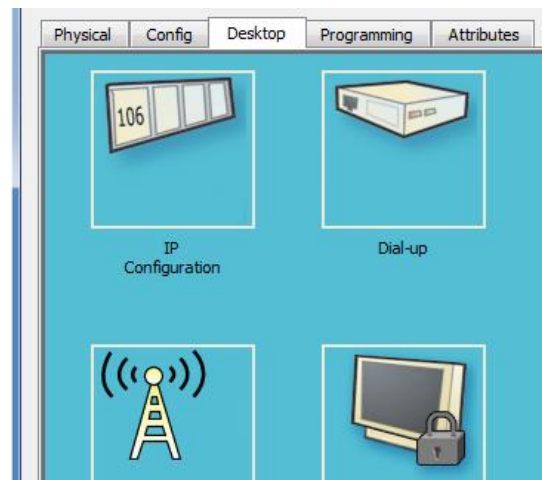 Physical Config Desktop Programming Attributes
106
IP
Configuration
Dial-up